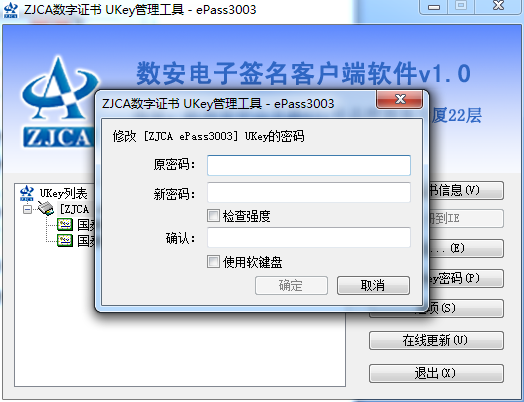 ZJCA数字证书 UKey管理工具 - ePass3003
数安电子签名客户端软件v1.0
厦22层
ZJCA
ZJCA数字证书 UKey管理工具 - ePass3003
修改 [ZJCA ePass3003] UKey的密码
原密码:
新密码:
检查强度
确认:
使用软键盘
确定
取消
UKey列表
[ZJCA
国
国
书信息(V)
到IE
...(E)
ey密码(P)
项(S)
在线更新(U)
退出(X)